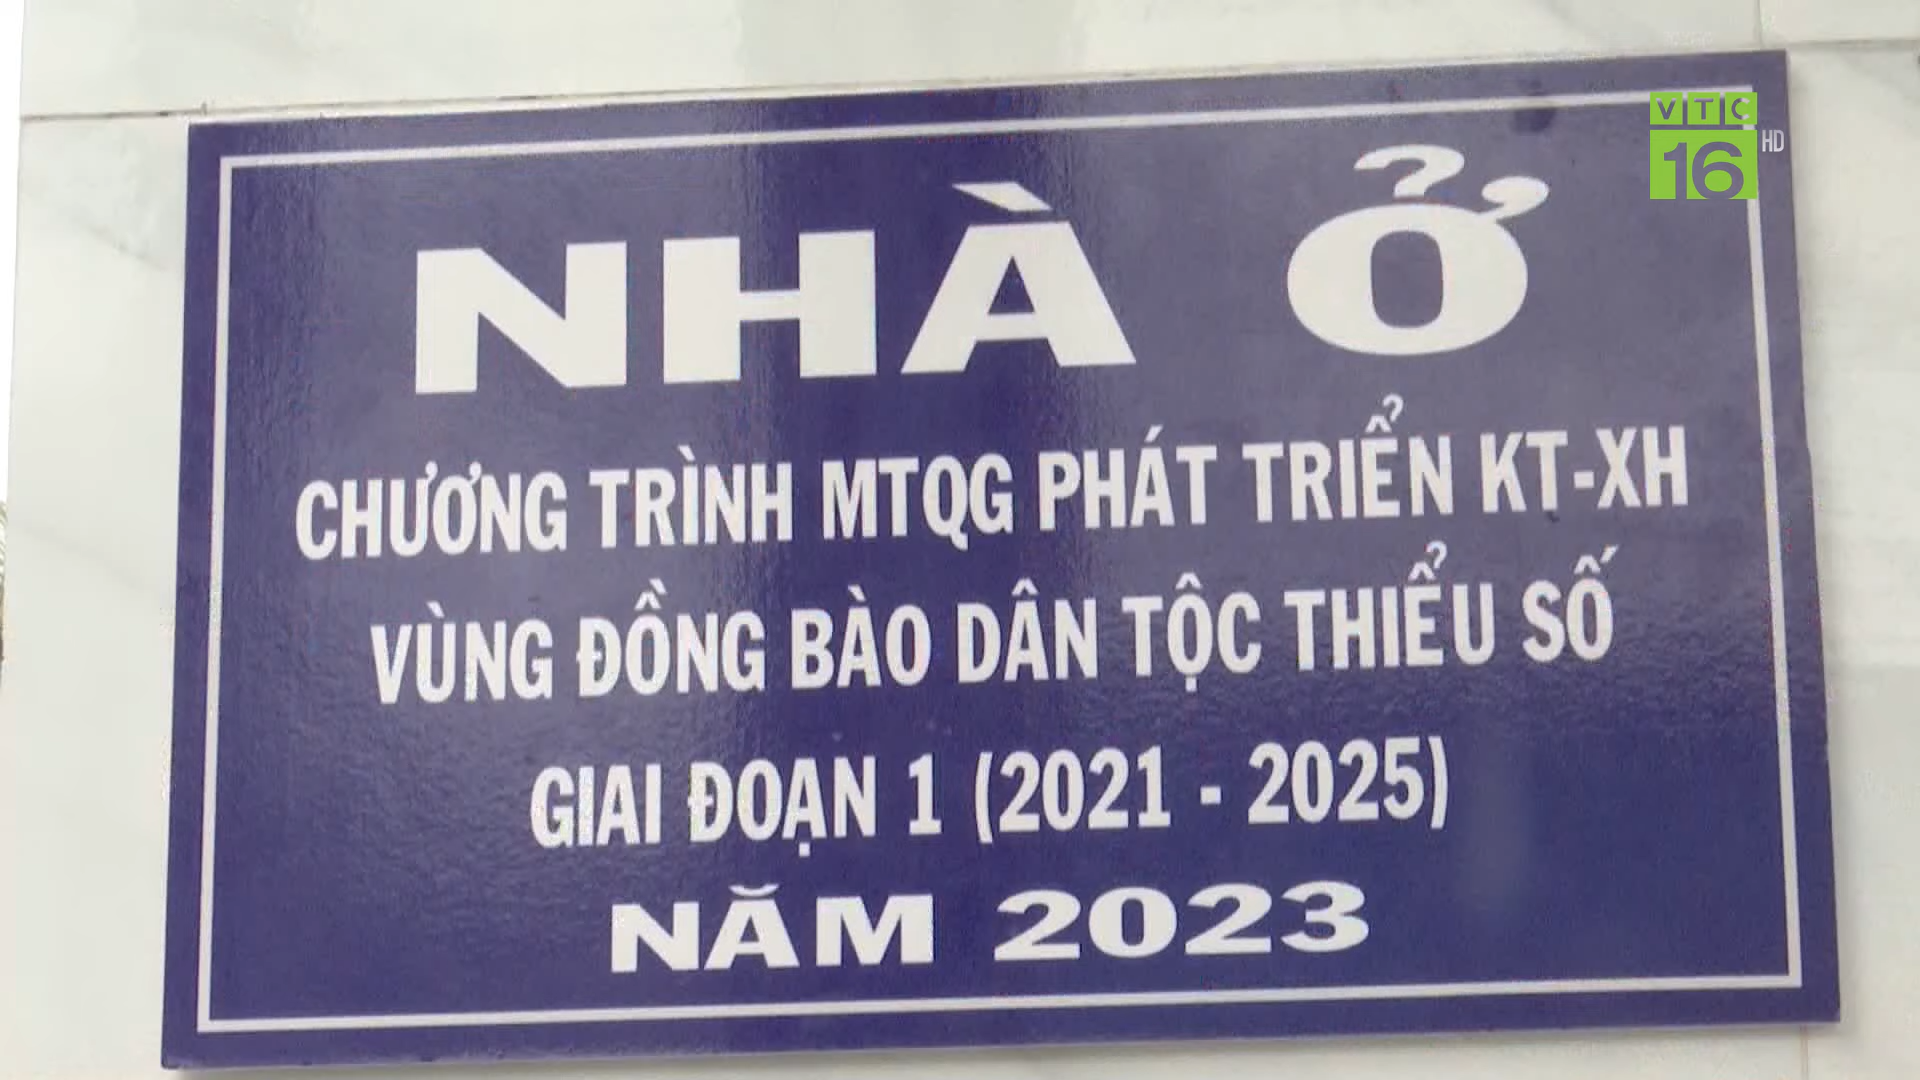 VTC
16 HD
NHÀ Ở
CHƯƠNG TRÌNH MTQG PHÁT TRIỂN KT-XH
VÙNG ĐỒNG BÀO DÂN TỘC THIỂU SỐ
GIAI ĐOẠN 1 (2021 - 2025)
NĂM 2023